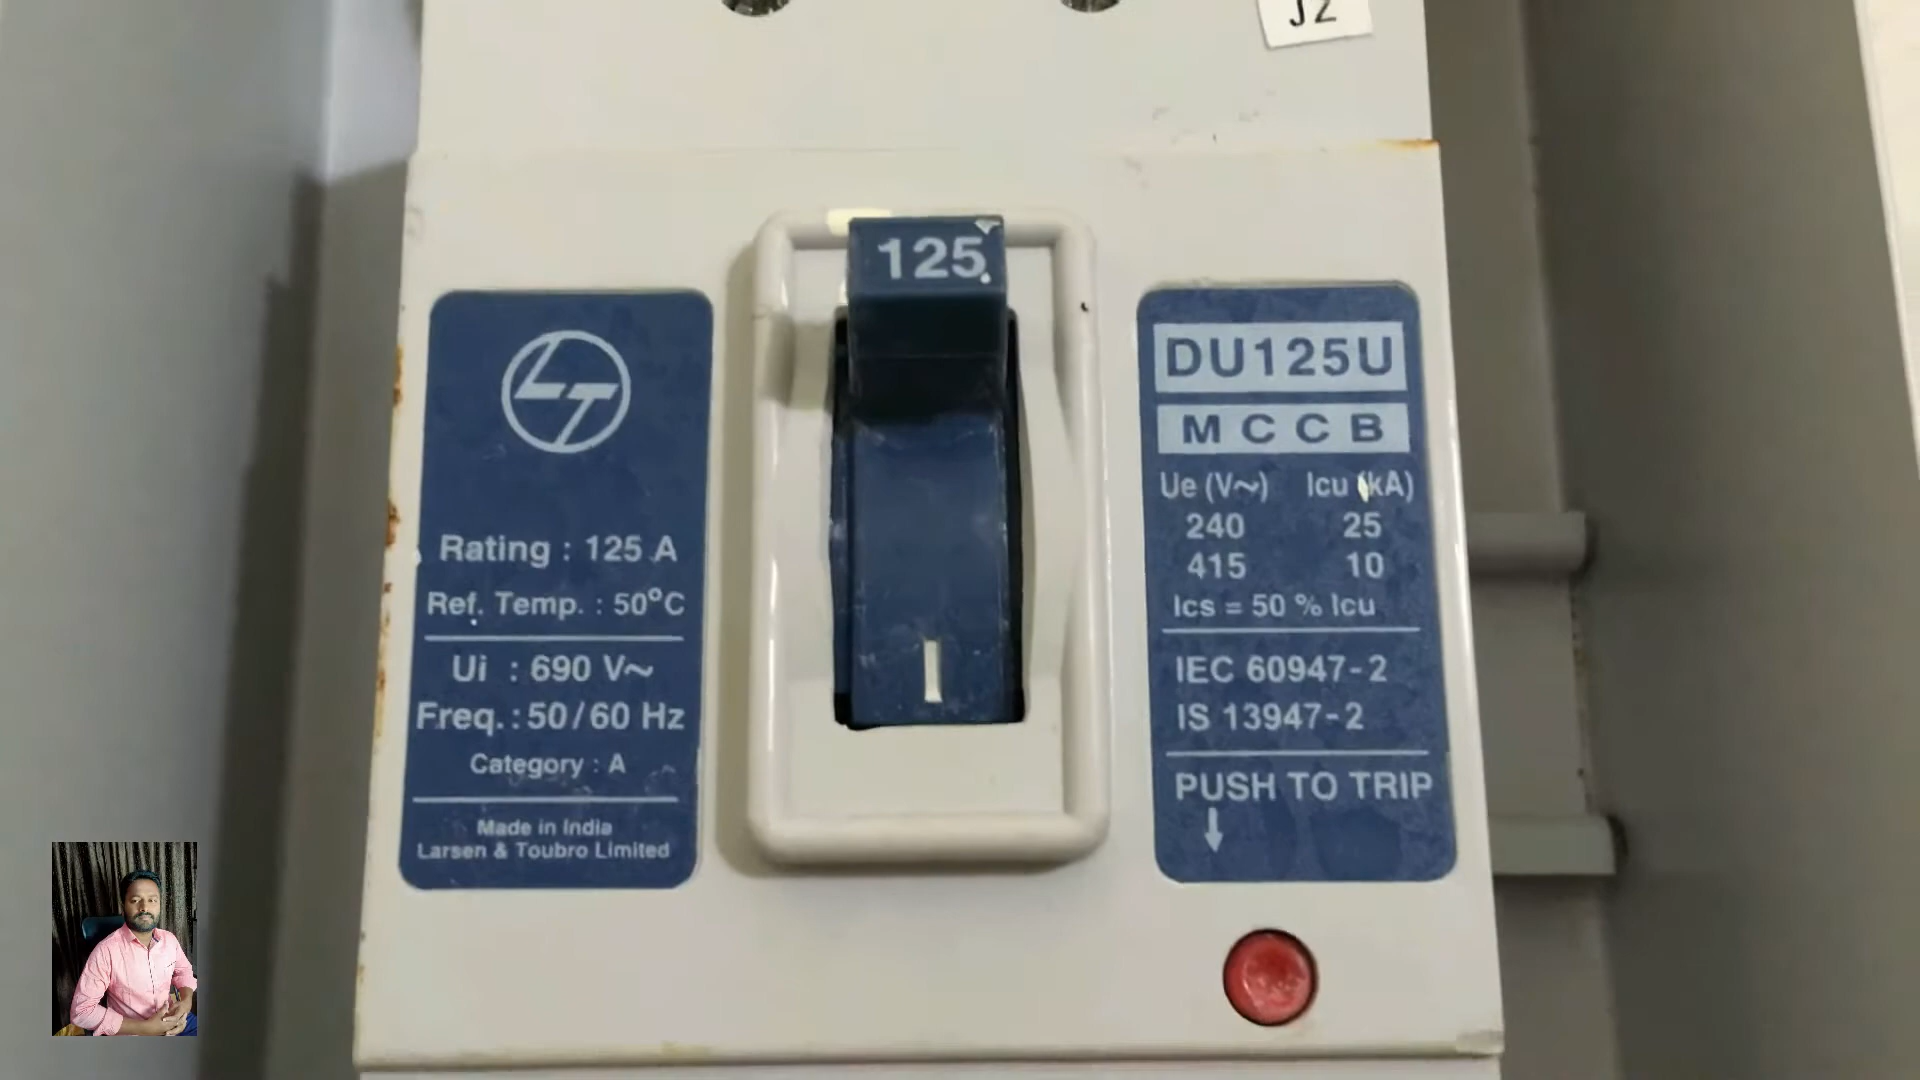 J2
125
LT
Rating : 125 A
Ref. Temp. : 50°C
Ui : 690 V~
Freq. : 50/60 Hz
Category : A
Made in India
Larsen & Toubro Limited
I
DU125U
MCCB
Ue (V~) Icu (kA)
240 25
415 10
Ics = 50 % Icu
IEC 60947-2
IS 13947-2
PUSH TO TRIP